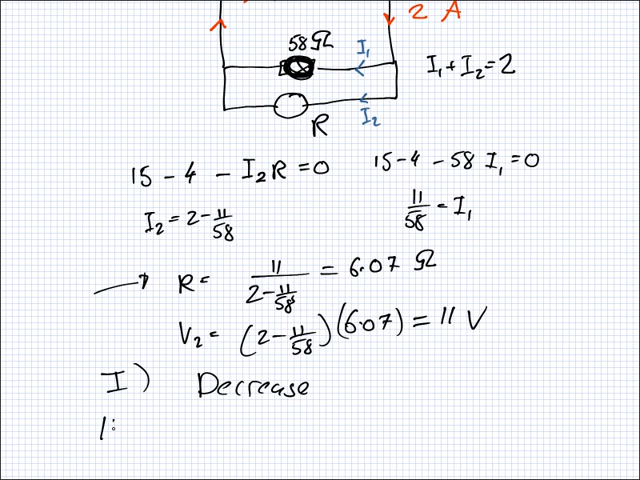 2 A
58 Ω
I₁
I₁ + I₂ = 2
I₂
R
15 - 4 - I₂R = 0
15 - 4 - 58 I₁ = 0
I₂ = 2 - 11/58
11/58 = I₁
→ R = 11/(2 - 11/58) = 6.07 Ω
V₂ = (2 - 11/58)(6.07) = 11 V
I) Decrease